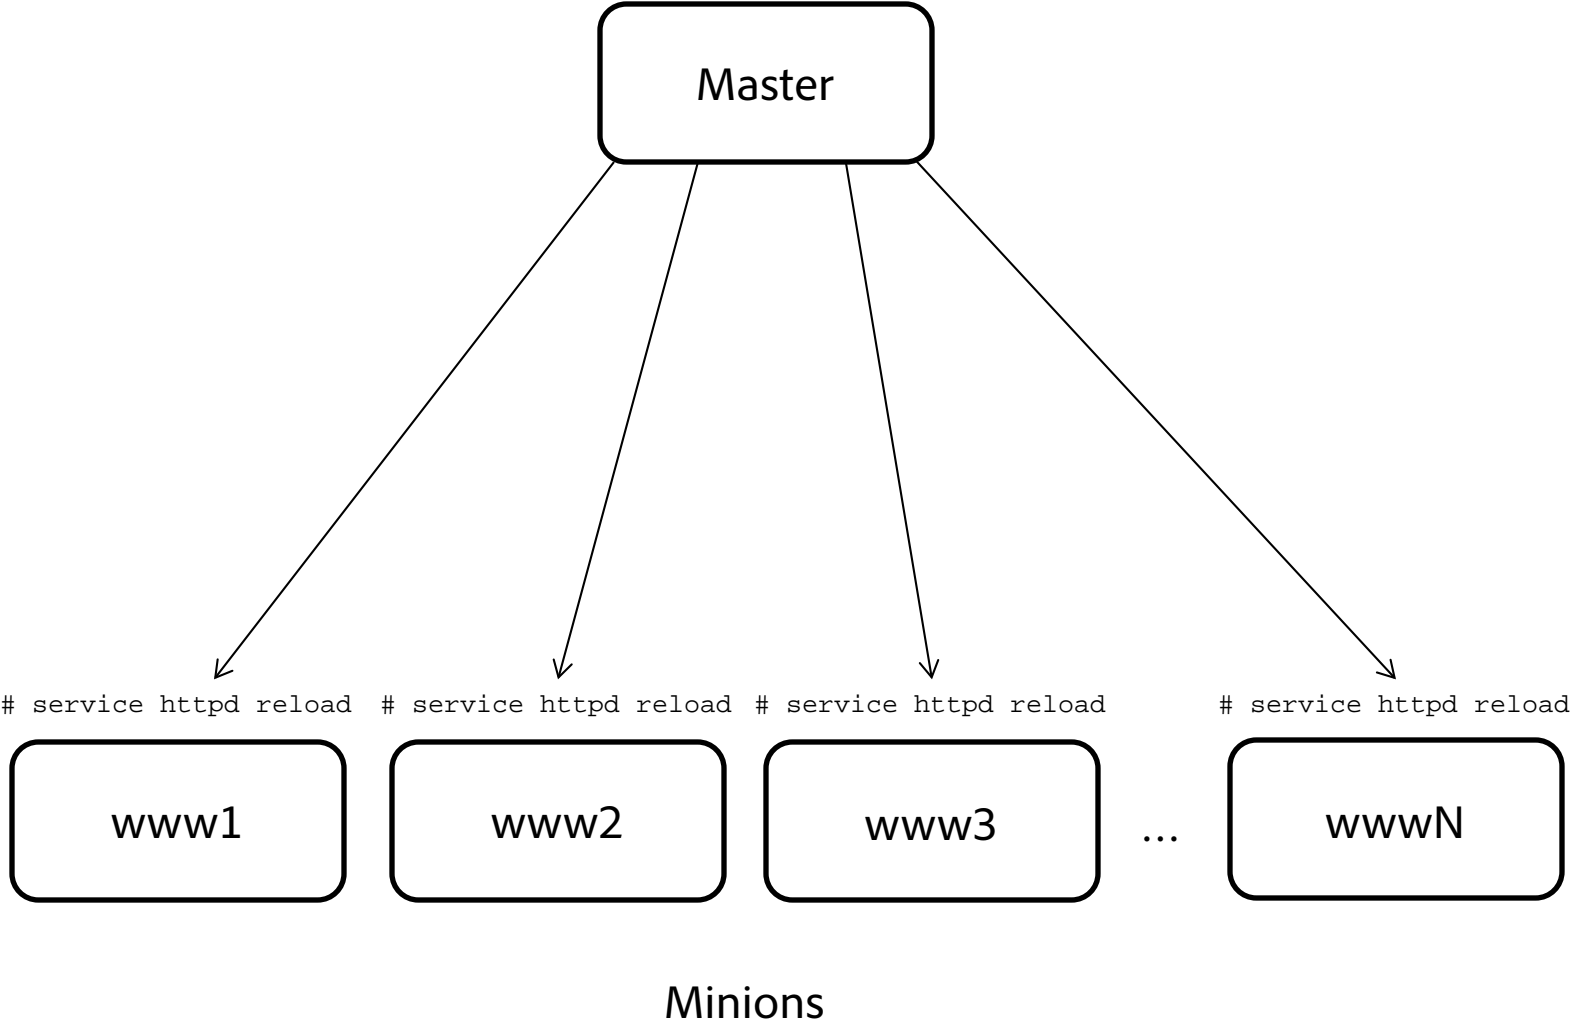 Master
# service httpd reload # service httpd reload # service httpd reload # service httpd reload
www1 www2 www3 ... wwwN
Minions